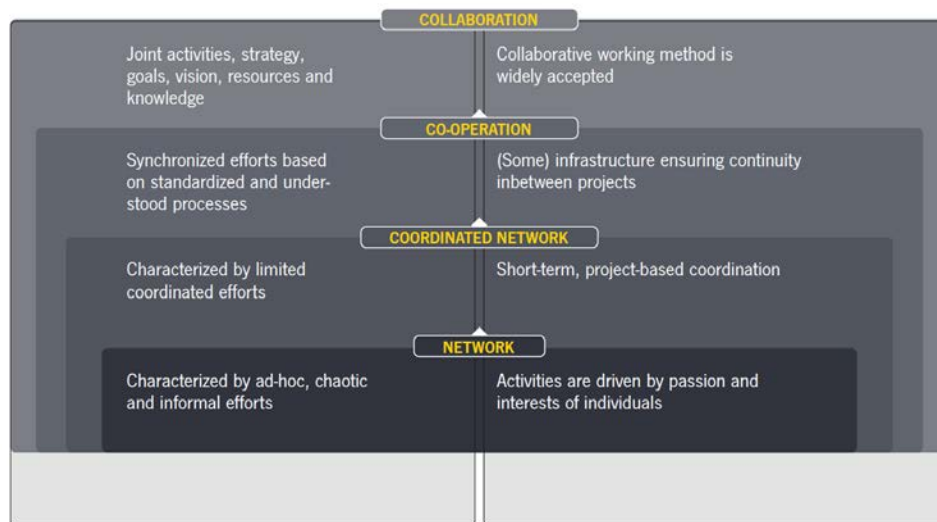 COLLABORATION
Joint activities, strategy,
goals, vision, resources and
knowledge
Collaborative working method is
widely accepted
CO-OPERATION
Synchronized efforts based
on standardized and under-
stood processes
(Some) infrastructure ensuring continuity
inbetween projects
COORDINATED NETWORK
Characterized by limited
coordinated efforts
Short-term, project-based coordination
NETWORK
Characterized by ad-hoc, chaotic
and informal efforts
Activities are driven by passion and
interests of individuals